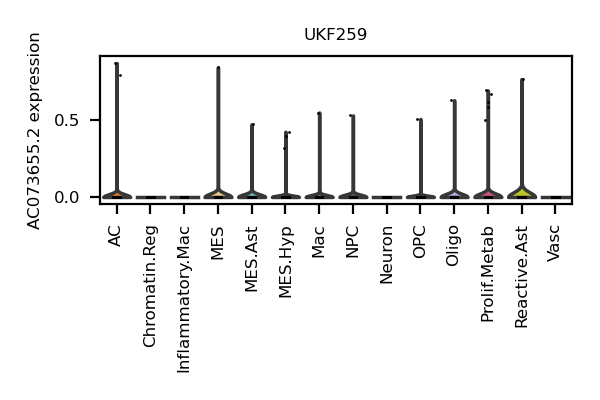 UKF259
AC073655.2 expression
0.5
0.0
AC
Chromatin.Reg
Inflammatory.Mac
MES
MES.Ast
MES.Hyp
Mac
NPC
Neuron
OPC
Oligo
Prolif.Metab
Reactive.Ast
Vasc